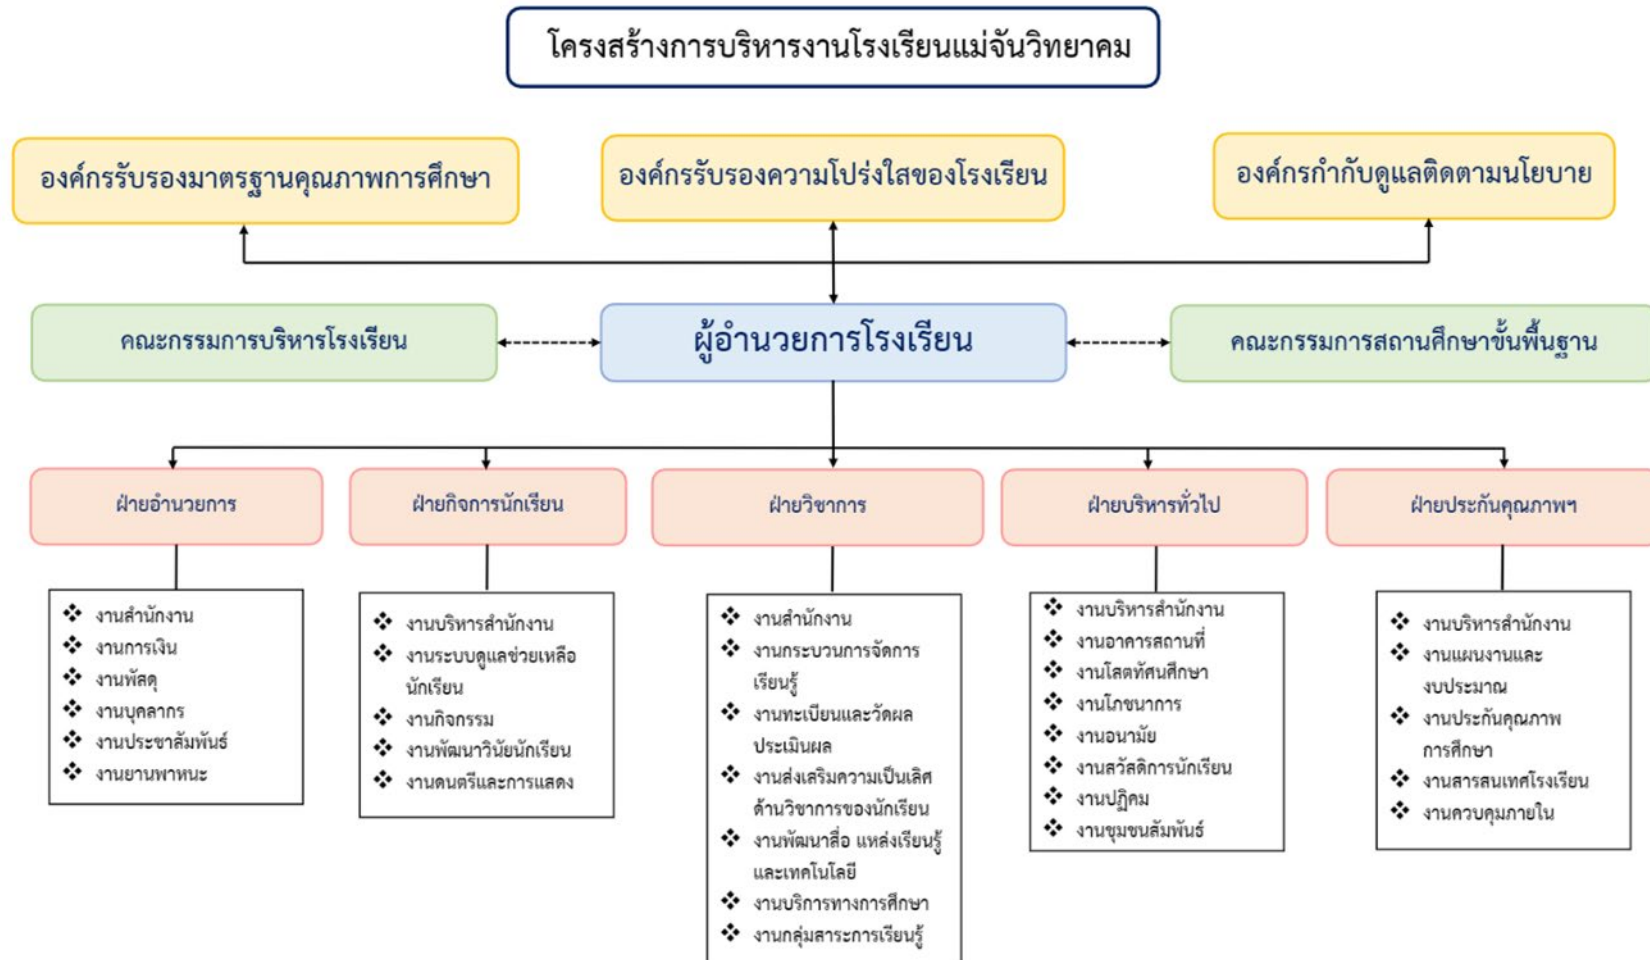 โครงสร้างการบริหารงานโรงเรียนแม่จันวิทยาคม
องค์กรรับรองมาตรฐานคุณภาพการศึกษา
องค์กรรับรองความโปร่งใสของโรงเรียน
องค์กรกำกับดูแลติดตามนโยบาย
คณะกรรมการบริหารโรงเรียน
ผู้อำนวยการโรงเรียน
คณะกรรมการสถานศึกษาขั้นพื้นฐาน
ฝ่ายอำนวยการ
ฝ่ายกิจการนักเรียน
ฝ่ายวิชาการ
ฝ่ายบริหารทั่วไป
ฝ่ายประกันคุณภาพฯ
❖ งานสำนักงาน
❖ งานการเงิน
❖ งานพัสดุ
❖ งานบุคลากร
❖ งานประชาสัมพันธ์
❖ งานยานพาหนะ
❖ งานบริหารสำนักงาน
❖ งานระบบดูแลช่วยเหลือ
นักเรียน
❖ งานกิจกรรม
❖ งานพัฒนาวินัยนักเรียน
❖ งานดนตรีและการแสดง
❖ งานสำนักงาน
❖ งานกระบวนการจัดการ
เรียนรู้
❖ งานทะเบียนและวัดผล
ประเมินผล
❖ งานส่งเสริมความเป็นเลิศ
ด้านวิชาการของนักเรียน
❖ งานพัฒนาสื่อ แหล่งเรียนรู้
และเทคโนโลยี
❖ งานบริการทางการศึกษา
❖ งานกลุ่มสาระการเรียนรู้
❖ งานบริหารสำนักงาน
❖ งานอาคารสถานที่
❖ งานโสตทัศนศึกษา
❖ งานโภชนาการ
❖ งานอนามัย
❖ งานสวัสดิการนักเรียน
❖ งานปฏิคม
❖ งานชุมชนสัมพันธ์
❖ งานบริหารสำนักงาน
❖ งานแผนงานและ
งบประมาณ
❖ งานประกันคุณภาพ
การศึกษา
❖ งานสารสนเทศโรงเรียน
❖ งานควบคุมภายใน